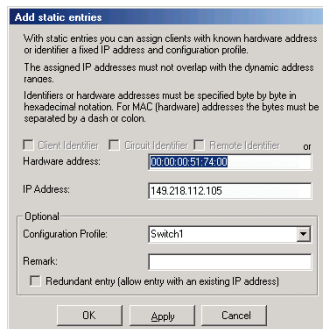 Add static entries
With static entries you can assign clients with known hardware address
or identifier a fixed IP address and configuration profile.
The assigned IP addresses must not overlap with the dynamic address
ranges.
Identifiers or hardware addresses must be specified byte by byte in
hexadecimal notation. For MAC (hardware) addresses the bytes must be
separated by a dash or colon.
Client Identifier Circuit Identifier Remote Identifier or
Hardware address: 00:00:00:51:74:00
IP Address: 149.218.112.105
Optional
Configuration Profile: Switch1
Remark:
Redundant entry (allow entry with an existing IP address)
OK Apply Cancel